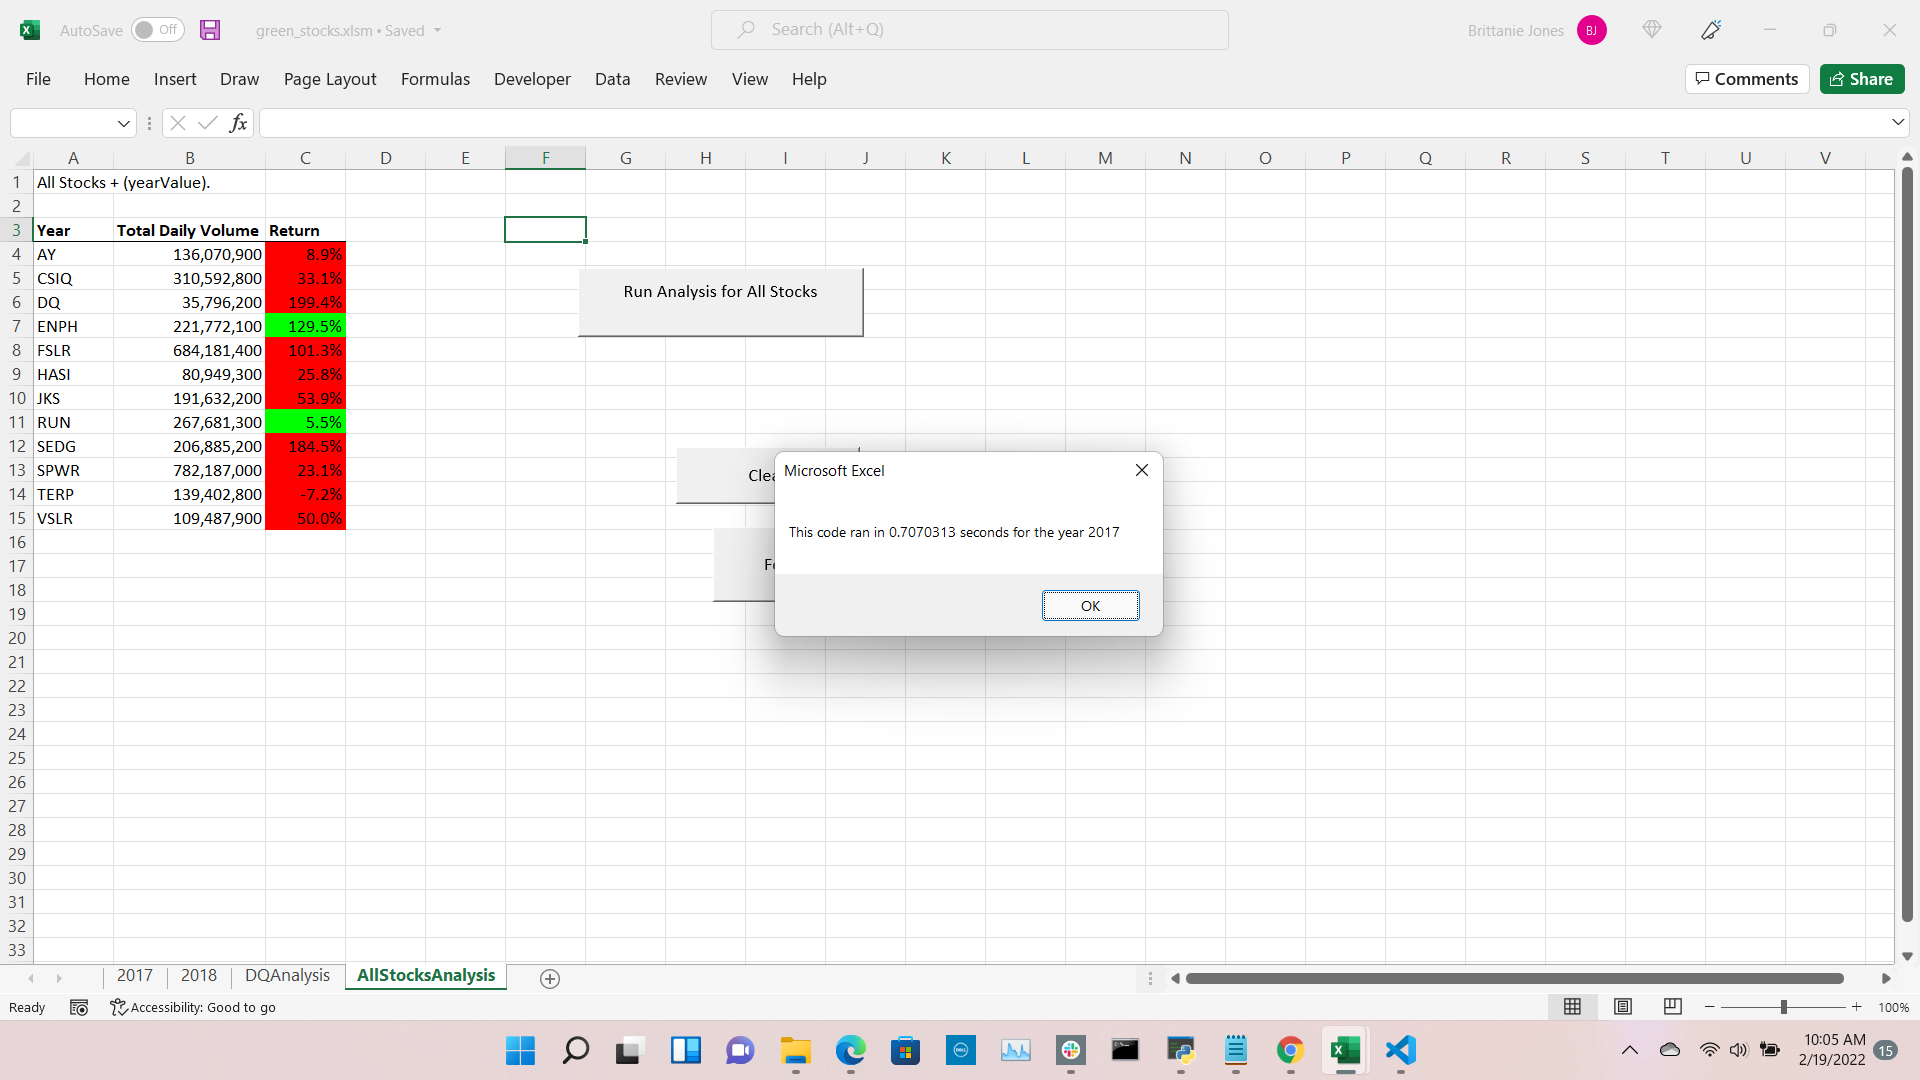 AutoSave Off green_stocks.xlsm • Saved Search (Alt+Q) Brittanie Jones BJ
File Home Insert Draw Page Layout Formulas Developer Data Review View Help Comments Share
fx
A B C D E F G H I J K L M N O P Q R S T U V
1 All Stocks + (yearValue).
2
3 Year Total Daily Volume Return
4 AY 136,070,900 8.9%
5 CSIQ 310,592,800 33.1%
6 DQ 35,796,200 199.4%
7 ENPH 221,772,100 129.5%
8 FSLR 684,181,400 101.3%
9 HASI 80,949,300 25.8%
10 JKS 191,632,200 53.9%
11 RUN 267,681,300 5.5%
12 SEDG 206,885,200 184.5%
13 SPWR 782,187,000 23.1%
14 TERP 139,402,800 -7.2%
15 VSLR 109,487,900 50.0%
16
17
18
19
20
21
22
23
24
25
26
27
28
29
30
31
32
33
Run Analysis for All Stocks
Clea
Fo
Microsoft Excel
This code ran in 0.7070313 seconds for the year 2017
OK
2017 2018 DQAnalysis AllStocksAnalysis
Ready Accessibility: Good to go 100%
DELL
10:05 AM
2/19/2022 15